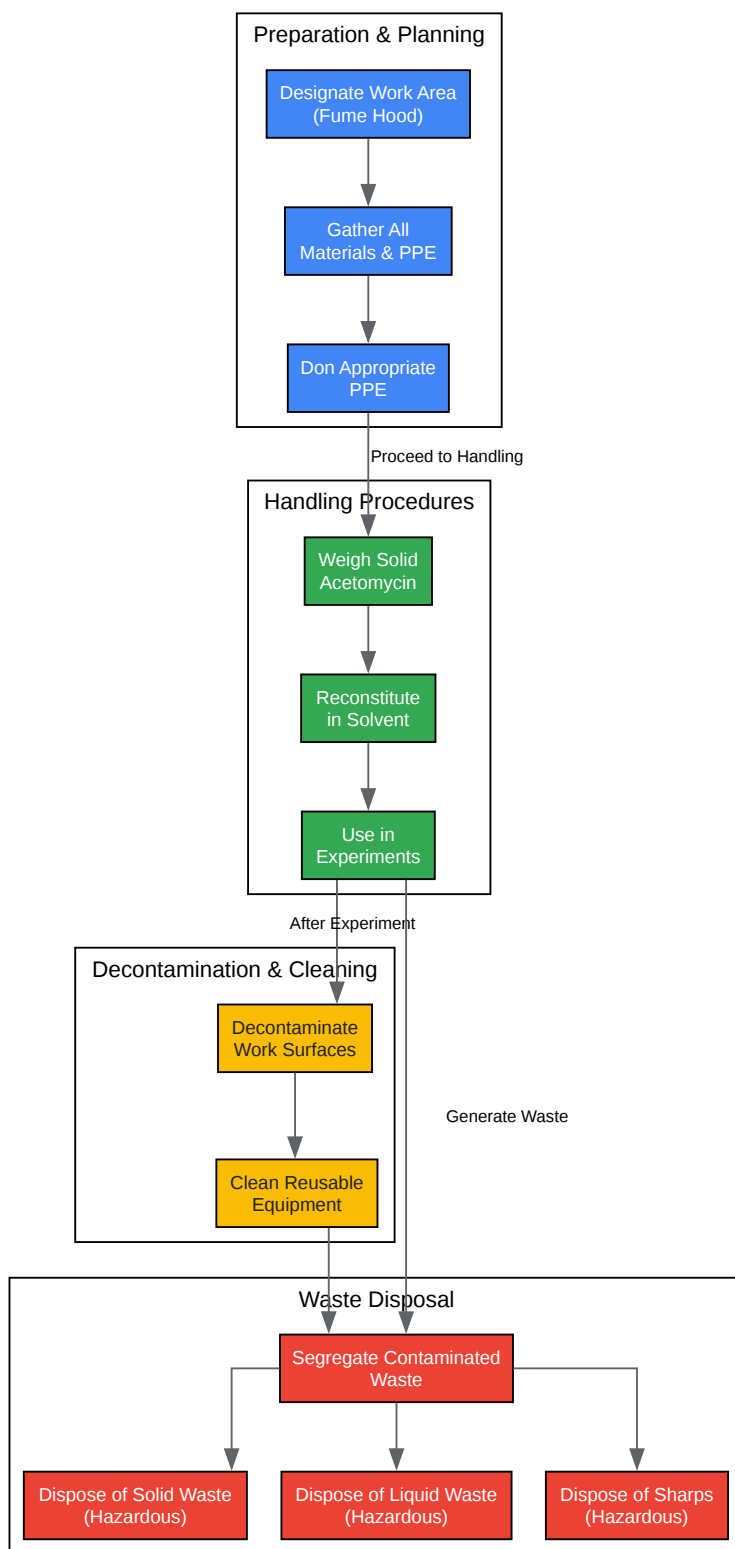 Preparation & Planning
Designate Work Area
(Fume Hood)
Gather All
Materials & PPE
Don Appropriate
PPE
Proceed to Handling
Handling Procedures
Weigh Solid
Acetomycin
Reconstitute
in Solvent
Use in
Experiments
After Experiment
Decontamination & Cleaning
Decontaminate
Work Surfaces
Generate Waste
Clean Reusable
Equipment
Waste Disposal
Segregate Contaminated
Waste
Dispose of Solid Waste
(Hazardous)
Dispose of Liquid Waste
(Hazardous)
Dispose of Sharps
(Hazardous)